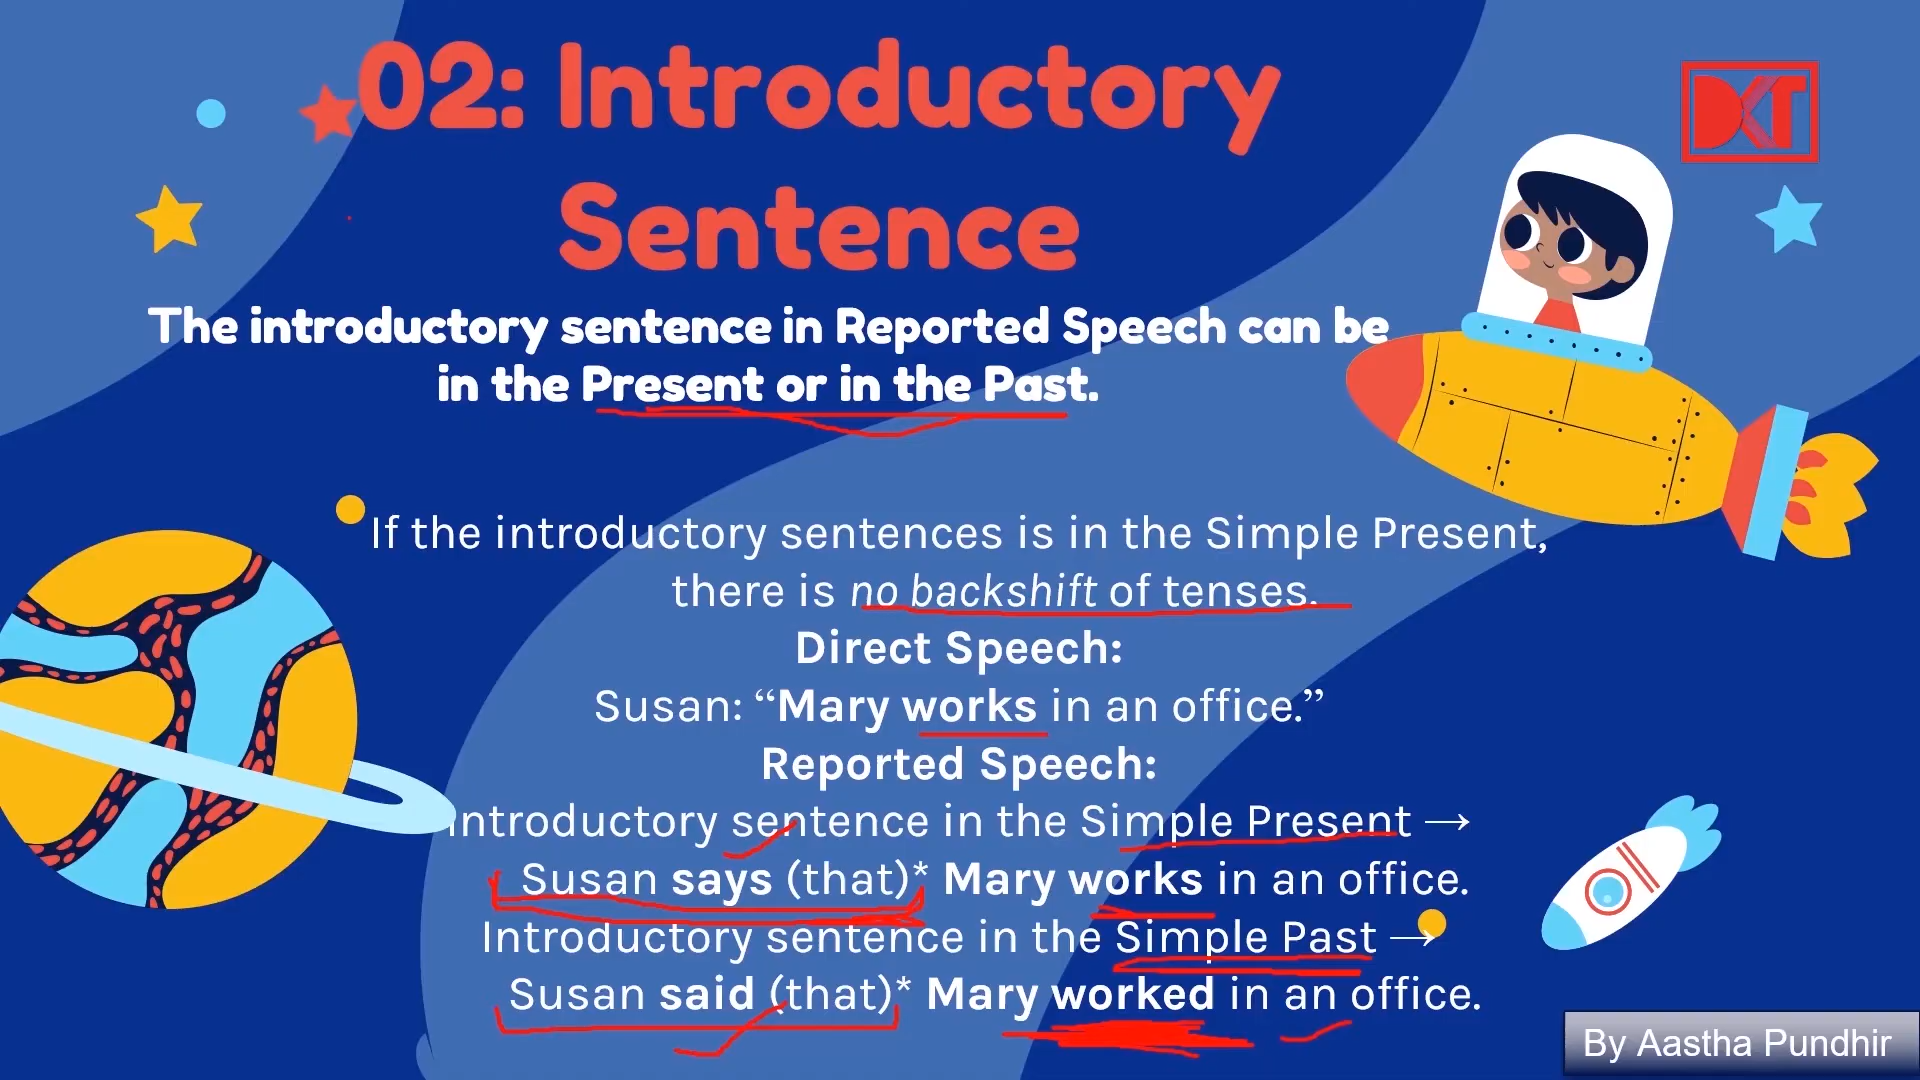 02: Introductory
Sentence
DKT
The introductory sentence in Reported Speech can be
in the Present or in the Past.
If the introductory sentences is in the Simple Present,
there is no backshift of tenses.
Direct Speech:
Susan: “Mary works in an office.”
Reported Speech:
Introductory sentence in the Simple Present →
Susan says (that)* Mary works in an office.
Introductory sentence in the Simple Past →
Susan said (that)* Mary worked in an office.
By Aastha Pundhir